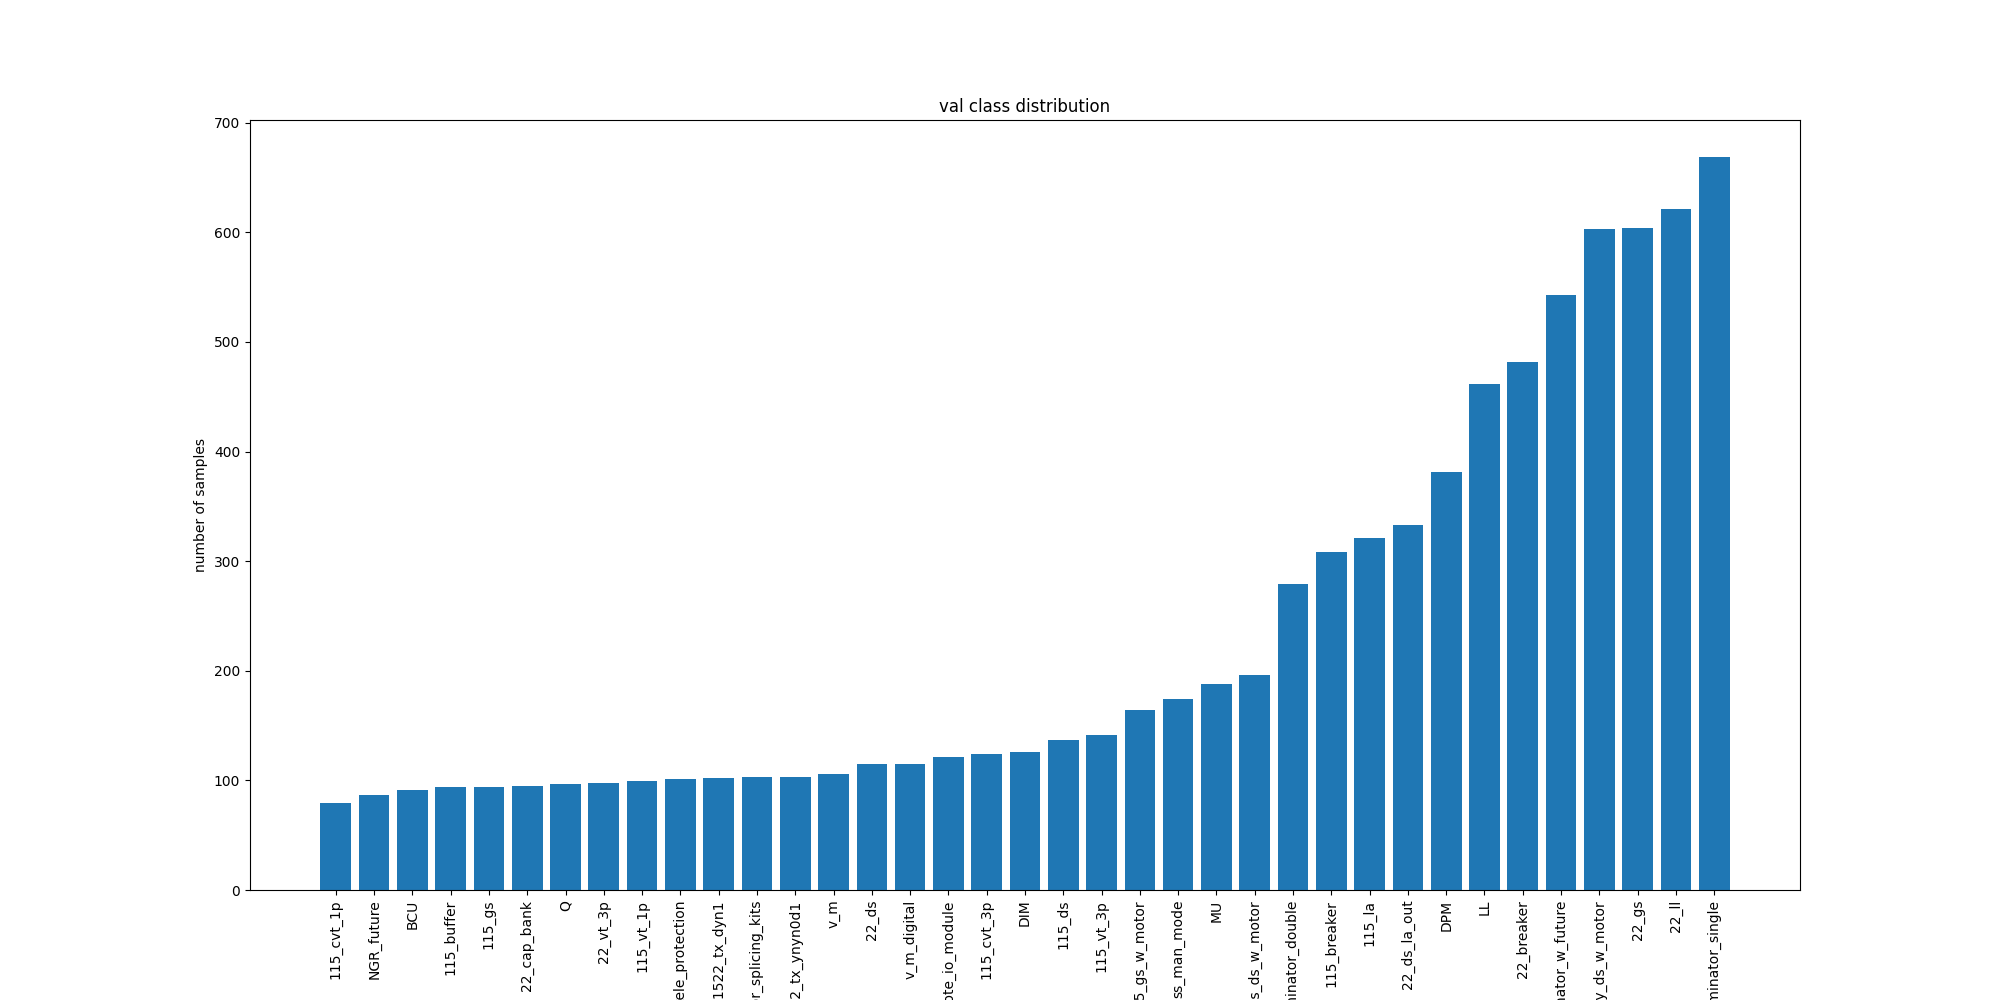 val class distribution
number of samples
700
600
500
400
300
200
100
0
115_cvt_1p
NGR_future
BCU
115_buffer
115_gs
22_cap_bank
Q
22_vt_3p
115_vt_1p
ele_protection
1522_tx_dyn1
r_splicing_kits
2_tx_ynyn0d1
v_m
22_ds
v_m_digital
ote_io_module
115_cvt_3p
DIM
115_ds
115_vt_3p
5_gs_w_motor
ss_man_mode
MU
s_ds_w_motor
minator_double
115_breaker
115_la
22_ds_la_out
DPM
LL
22_breaker
nator_w_future
y_ds_w_motor
22_gs
22_ll
minator_single